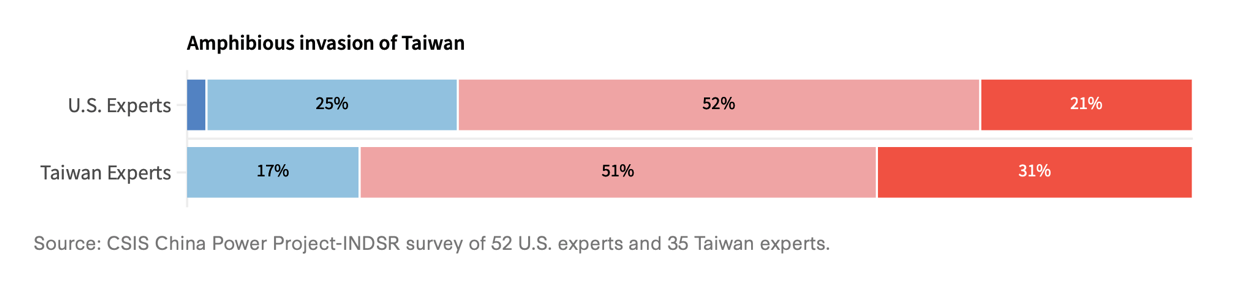 Amphibious invasion of Taiwan
U.S. Experts 25% 52% 21%
Taiwan Experts 17% 51% 31%
Source: CSIS China Power Project-INDSR survey of 52 U.S. experts and 35 Taiwan experts.